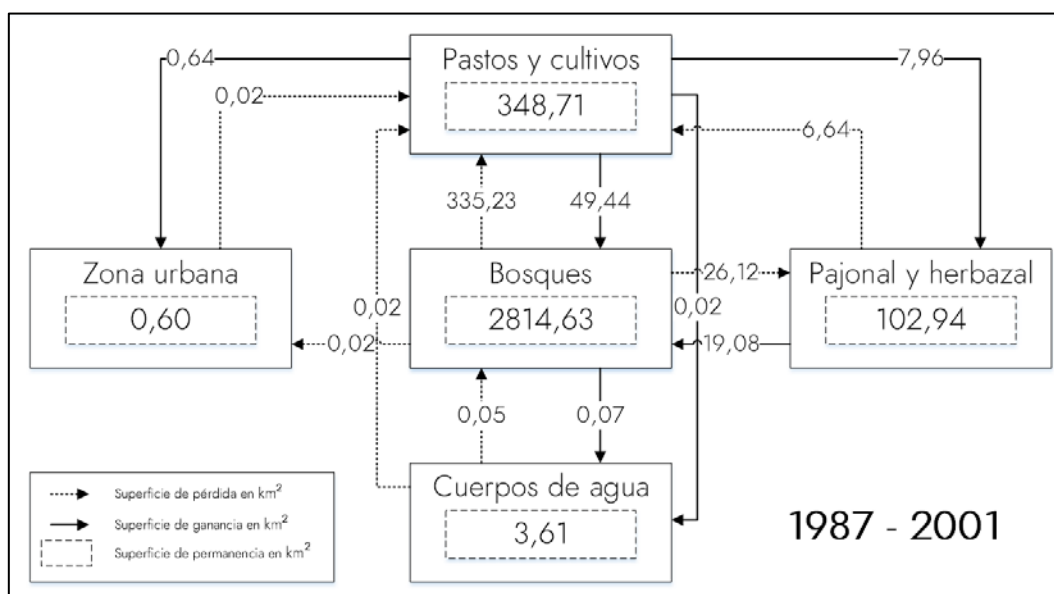 Pastos y cultivos
348,71
0,64
0,02
7,96
6,64
335,23
49,44
Zona urbana
0,60
Bosques
2814,63
Pajonal y herbazal
102,94
26,12
0,02
0,02
0,02
19,08
0,05
0,07
Cuerpos de agua
3,61
Superficie de pérdida en km²
Superficie de ganancia en km²
Superficie de permanencia en km²
1987 - 2001